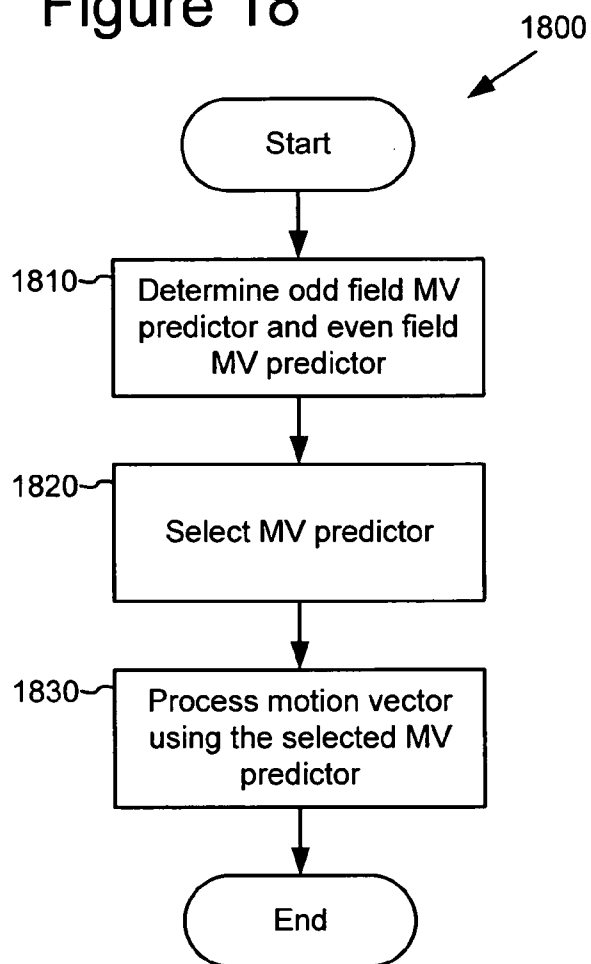 Figure 18
1800
Start
1810
Determine odd field MV
predictor and even field
MV predictor
1820
Select MV predictor
1830
Process motion vector
using the selected MV
predictor
End